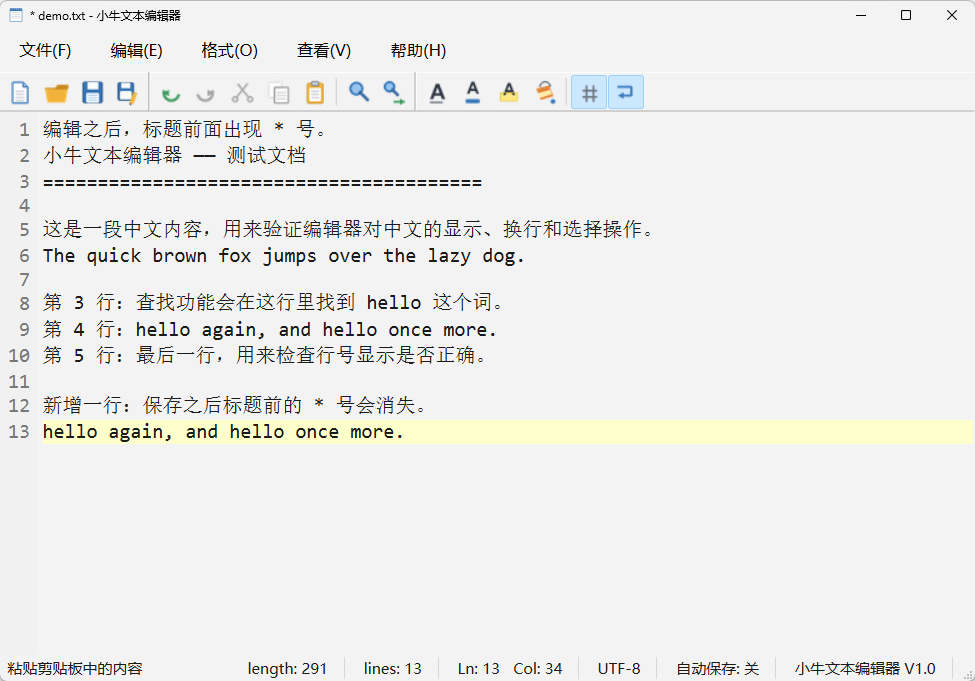 * demo.txt - 小牛文本编辑器
文件(F) 编辑(E) 格式(O) 查看(V) 帮助(H)
1 编辑之后，标题前面出现 * 号。
2 小牛文本编辑器 —— 测试文档
3 ========================================
4
5 这是一段中文内容，用来验证编辑器对中文的显示、换行和选择操作。
6 The quick brown fox jumps over the lazy dog.
7
8 第 3 行：查找功能会在这行里找到 hello 这个词。
9 第 4 行：hello again, and hello once more.
10 第 5 行：最后一行，用来检查行号显示是否正确。
11
12 新增一行：保存之后标题前的 * 号会消失。
13 hello again, and hello once more.
粘贴剪贴板中的内容 length: 291 lines: 13 Ln: 13 Col: 34 UTF-8 自动保存: 关 小牛文本编辑器 V1.0